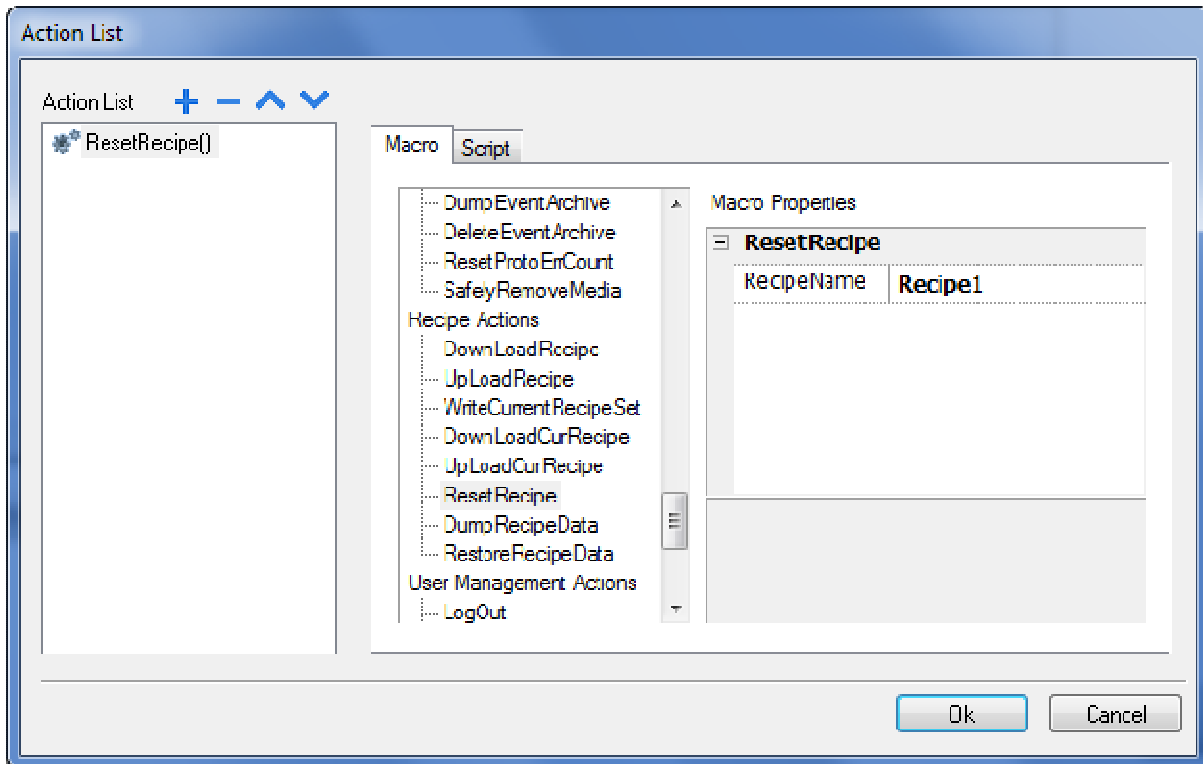 Action List
Action List
ResetRecipe()
Macro
Script
DumpEventArchive
DeleteEventArchive
ResetProtoErrCount
SafelyRemoveMedia
Recipe Actions
DownLoadRecipe
UpLoadRecipe
WriteCurrentRecipeSet
DownLoadCurRecipe
UpLoadCurRecipe
ResetRecipe
DumpRecipeData
RestoreRecipeData
User Management Actions
LogOut
Macro Properties
ResetRecipe
RecipeName
Recipe1
Ok
Cancel